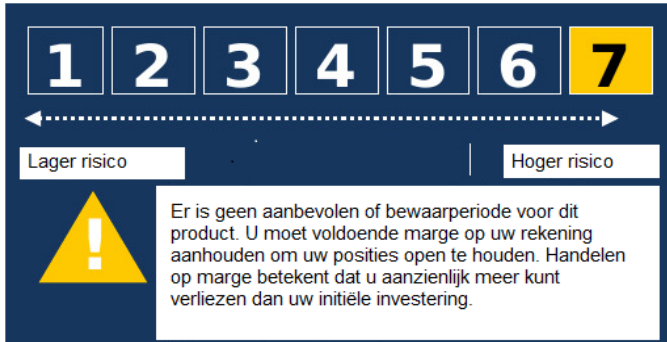 1 2 3 4 5 6 7
Lager risico Hoger risico
!
Er is geen aanbevolen of bewaarperiode voor dit
product. U moet voldoende marge op uw rekening
aanhouden om uw posities open te houden. Handelen
op marge betekent dat u aanzienlijk meer kunt
verliezen dan uw initiële investering.